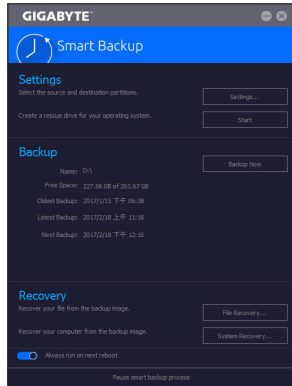 GIGABYTE™
Smart Backup
Settings
Select the source and destination partitions.
Settings...
Create a rescue drive for your operating system.
Start
Backup
Backup Now
Name: D:\
Free Space: 227.86 GB of 263.67 GB
Oldest Backup: 2017/1/15 下午 06:38
Latest Backup: 2017/2/18 上午 11:16
Next Backup: 2017/2/18 下午 12:16
Recovery
Recover your file from the backup image.
File Recovery...
Recover your computer from the backup image.
System Recovery...
Always run on next reboot
Pause smart backup process